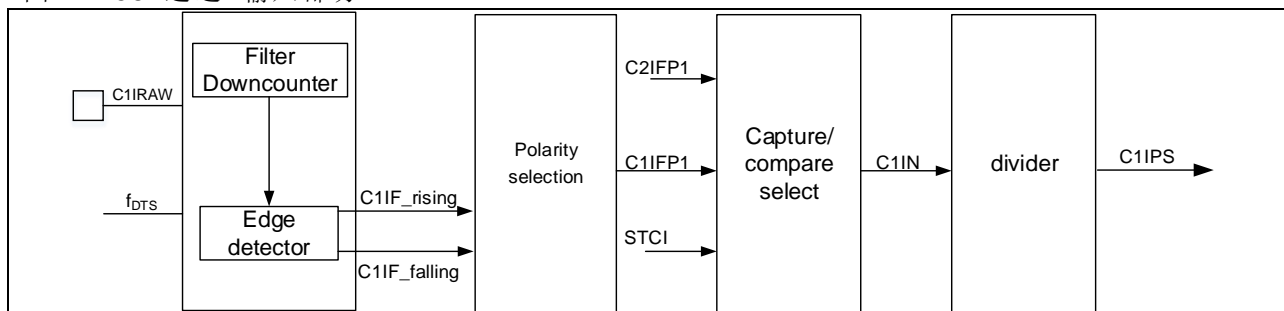 Filter
Downcounter
C1IRAW
fDTS
Edge
detector
C1IF_rising
C1IF_falling
Polarity
selection
C2IFP1
C1IFP1
STCI
Capture/
compare
select
C1IN
divider
C1IPS